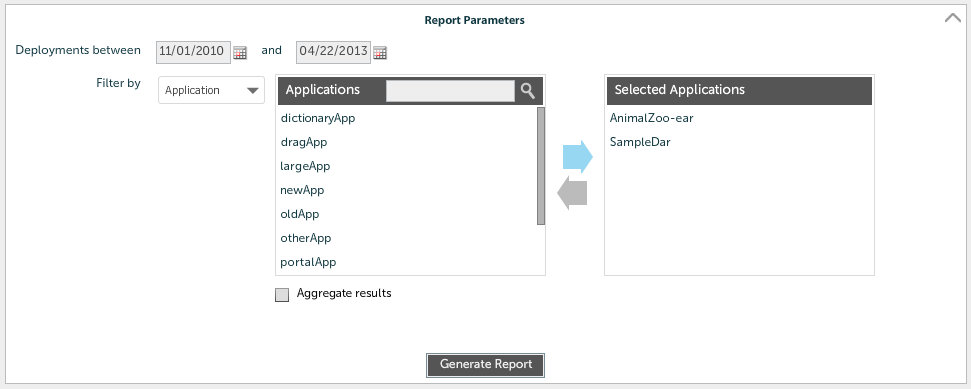 Report Parameters
Deployments between 11/01/2010 and 04/22/2013
Filter by Application
Applications
dictionaryApp
dragApp
largeApp
newApp
oldApp
otherApp
portalApp
Selected Applications
AnimalZoo-ear
SampleDar
Aggregate results
Generate Report